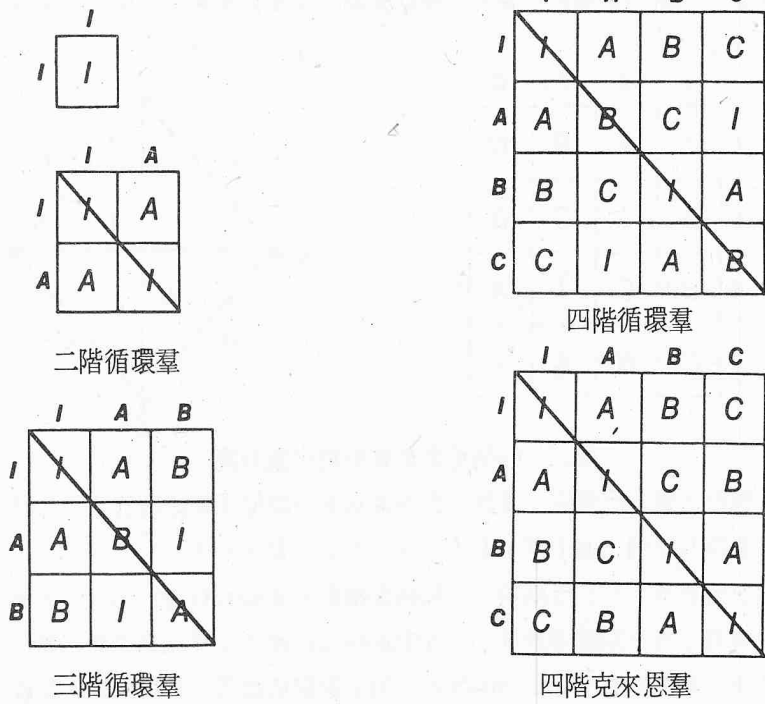 I
I I
I A
I I A
A A I
二階循環羣
I A B
I I A B
A A B I
B B I A
三階循環羣
I I A B C
A A B C I
B B C I A
C C I A B
四階循環羣
I A B C
I I A B C
A A I C B
B B C I A
C C B A I
四階克來恩羣